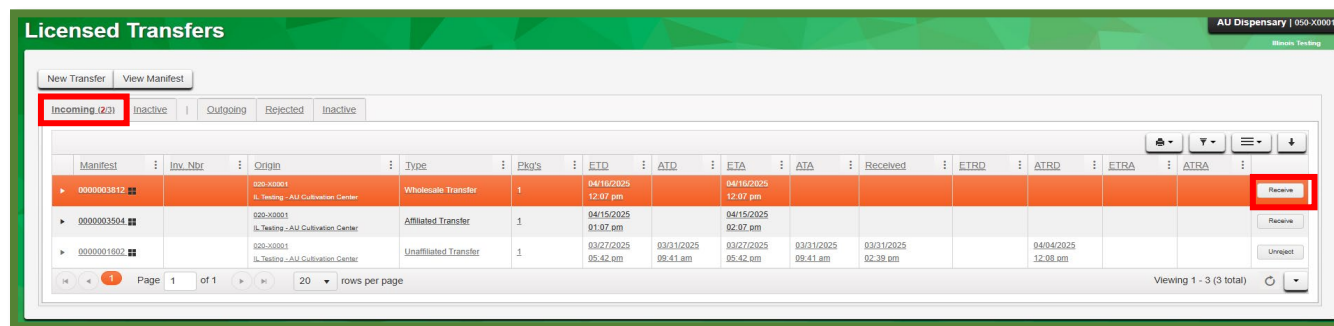 Licensed Transfers
AU Dispensary | 050-X0001
Illinois Testing
New Transfer View Manifest
Incoming (2/3) Inactive | Outgoing Rejected Inactive
Manifest Inv. Nbr Origin Type Pkg's ETD ATD ETA ATA Received ETRD ATRD ETRA ATRA
0000003812 020-X0001 IL Testing - AU Cultivation Center Wholesale Transfer 1 04/16/2025 12:07 pm 04/16/2025 12:07 pm Receive
0000003504 020-X0001 IL Testing - AU Cultivation Center Affiliated Transfer 1 04/15/2025 01:07 pm 04/15/2025 02:07 pm Receive
0000001602 020-X0001 IL Testing - AU Cultivation Center Unaffiliated Transfer 1 03/27/2025 05:42 pm 03/31/2025 09:41 am 03/27/2025 05:42 pm 03/31/2025 09:41 am 03/31/2025 02:39 pm 04/04/2025 12:08 pm Unreject
1 Page 1 of 1 20 rows per page Viewing 1 - 3 (3 total)